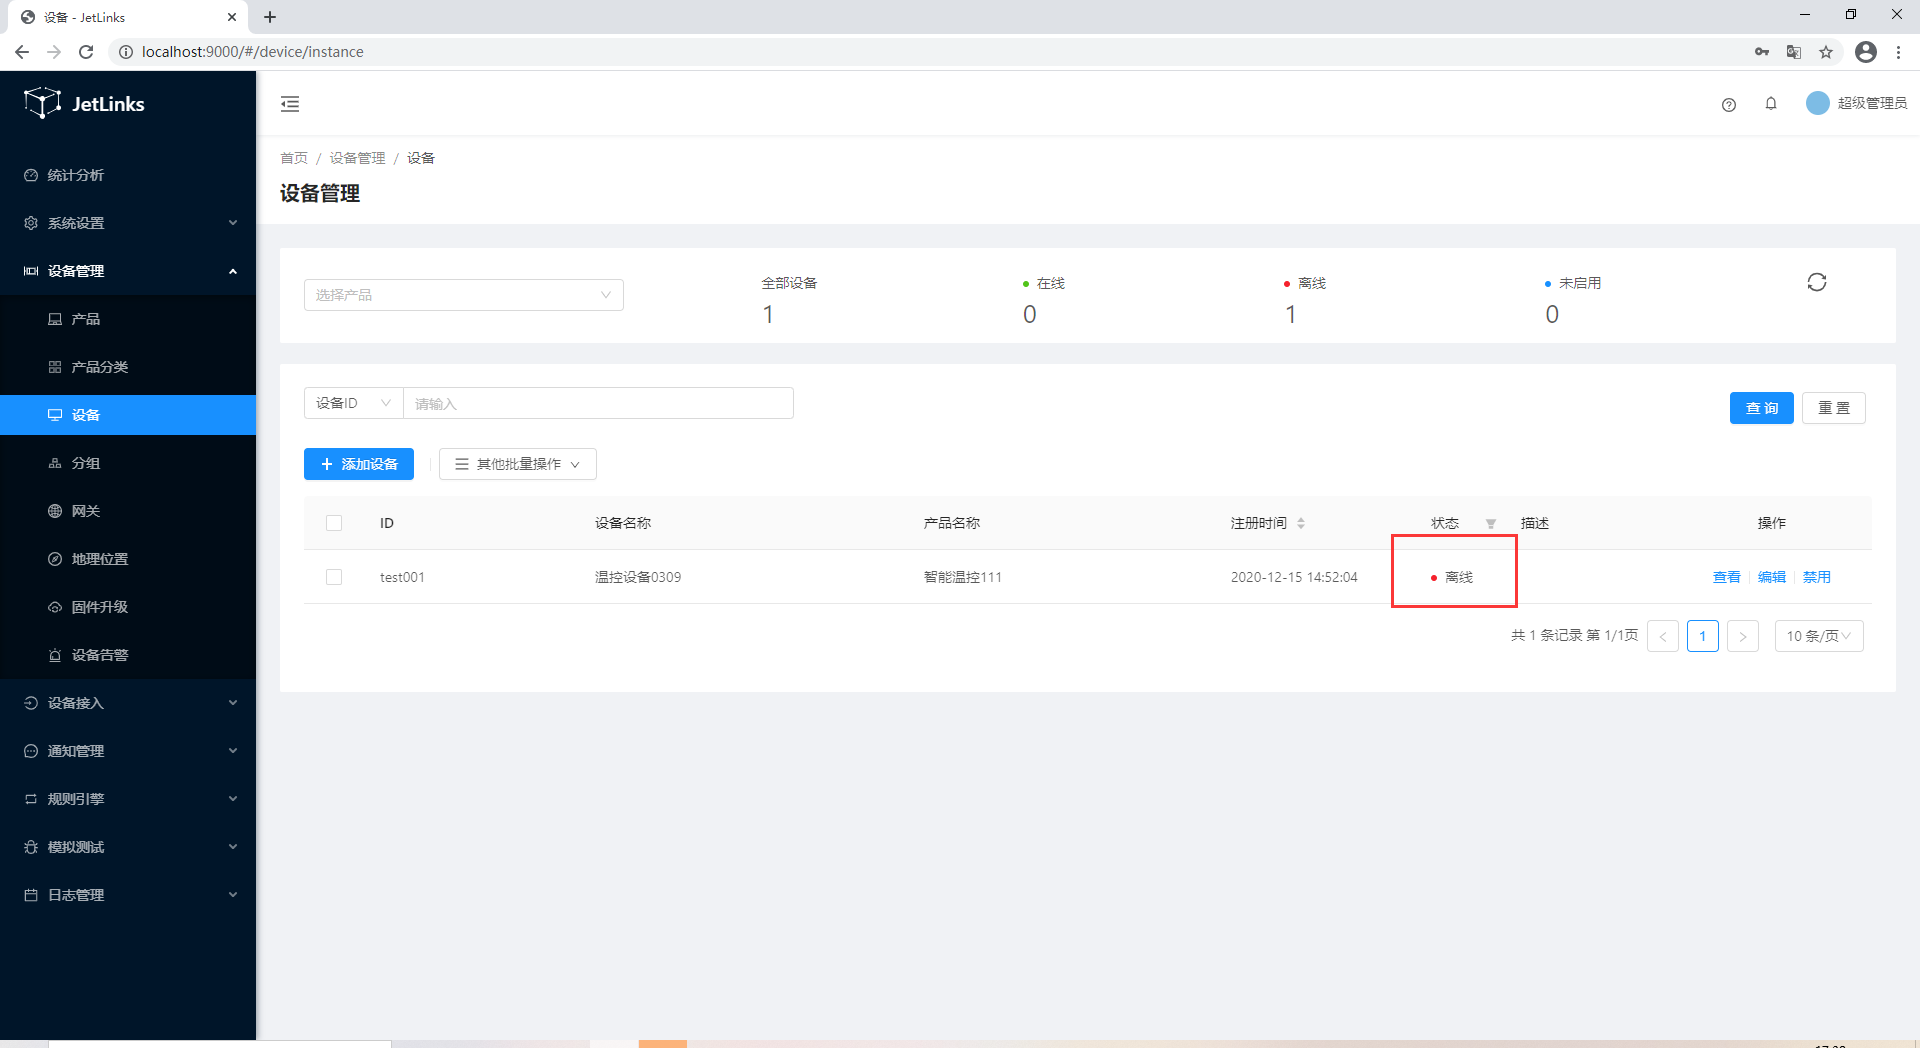 设备 - JetLinks
localhost:9000/#/device/instance
JetLinks
超级管理员
统计分析
系统设置
设备管理
产品
产品分类
设备
分组
网关
地理位置
固件升级
设备告警
设备接入
通知管理
规则引擎
模拟测试
日志管理
首页 / 设备管理 / 设备
设备管理
选择产品
全部设备
1
在线
0
离线
1
未启用
0
设备ID 请输入
查 询 重 置
添加设备 其他批量操作
ID 设备名称 产品名称 注册时间 状态 描述 操作
test001 温控设备0309 智能温控111 2020-12-15 14:52:04 离线 查看 编辑 禁用
共 1 条记录 第 1/1页 < 1 > 10 条/页